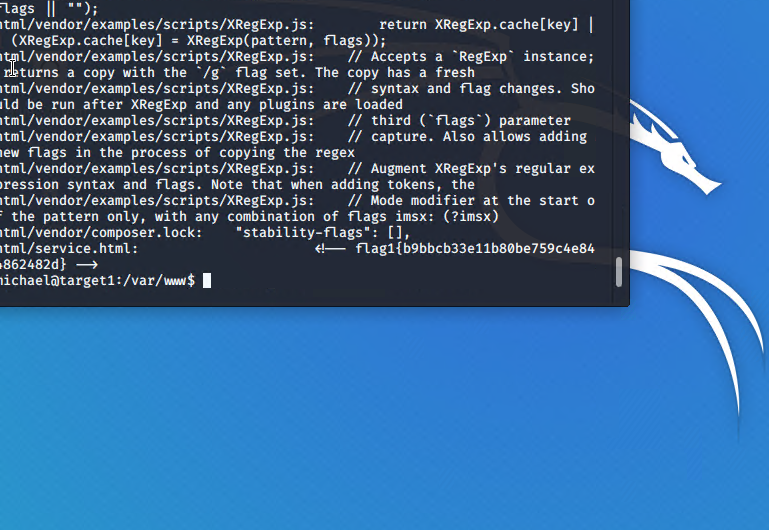 flags || "");
html/vendor/examples/scripts/XRegExp.js:        return XRegExp.cache[key] |
| (XRegExp.cache[key] = XRegExp(pattern, flags));
html/vendor/examples/scripts/XRegExp.js:    // Accepts a `RegExp` instance;
returns a copy with the `/g` flag set. The copy has a fresh
html/vendor/examples/scripts/XRegExp.js:    // syntax and flag changes. Sho
uld be run after XRegExp and any plugins are loaded
html/vendor/examples/scripts/XRegExp.js:    // third (`flags`) parameter
html/vendor/examples/scripts/XRegExp.js:    // capture. Also allows adding
new flags in the process of copying the regex
html/vendor/examples/scripts/XRegExp.js:    // Augment XRegExp's regular ex
pression syntax and flags. Note that when adding tokens, the
html/vendor/examples/scripts/XRegExp.js:    // Mode modifier at the start o
f the pattern only, with any combination of flags imsx: (?imsx)
html/vendor/composer.lock:    "stability-flags": [],
html/service.html:                      <!-- flag1{b9bbcb33e11b80be759c4e84
4862482d} -->
michael@target1:/var/www$